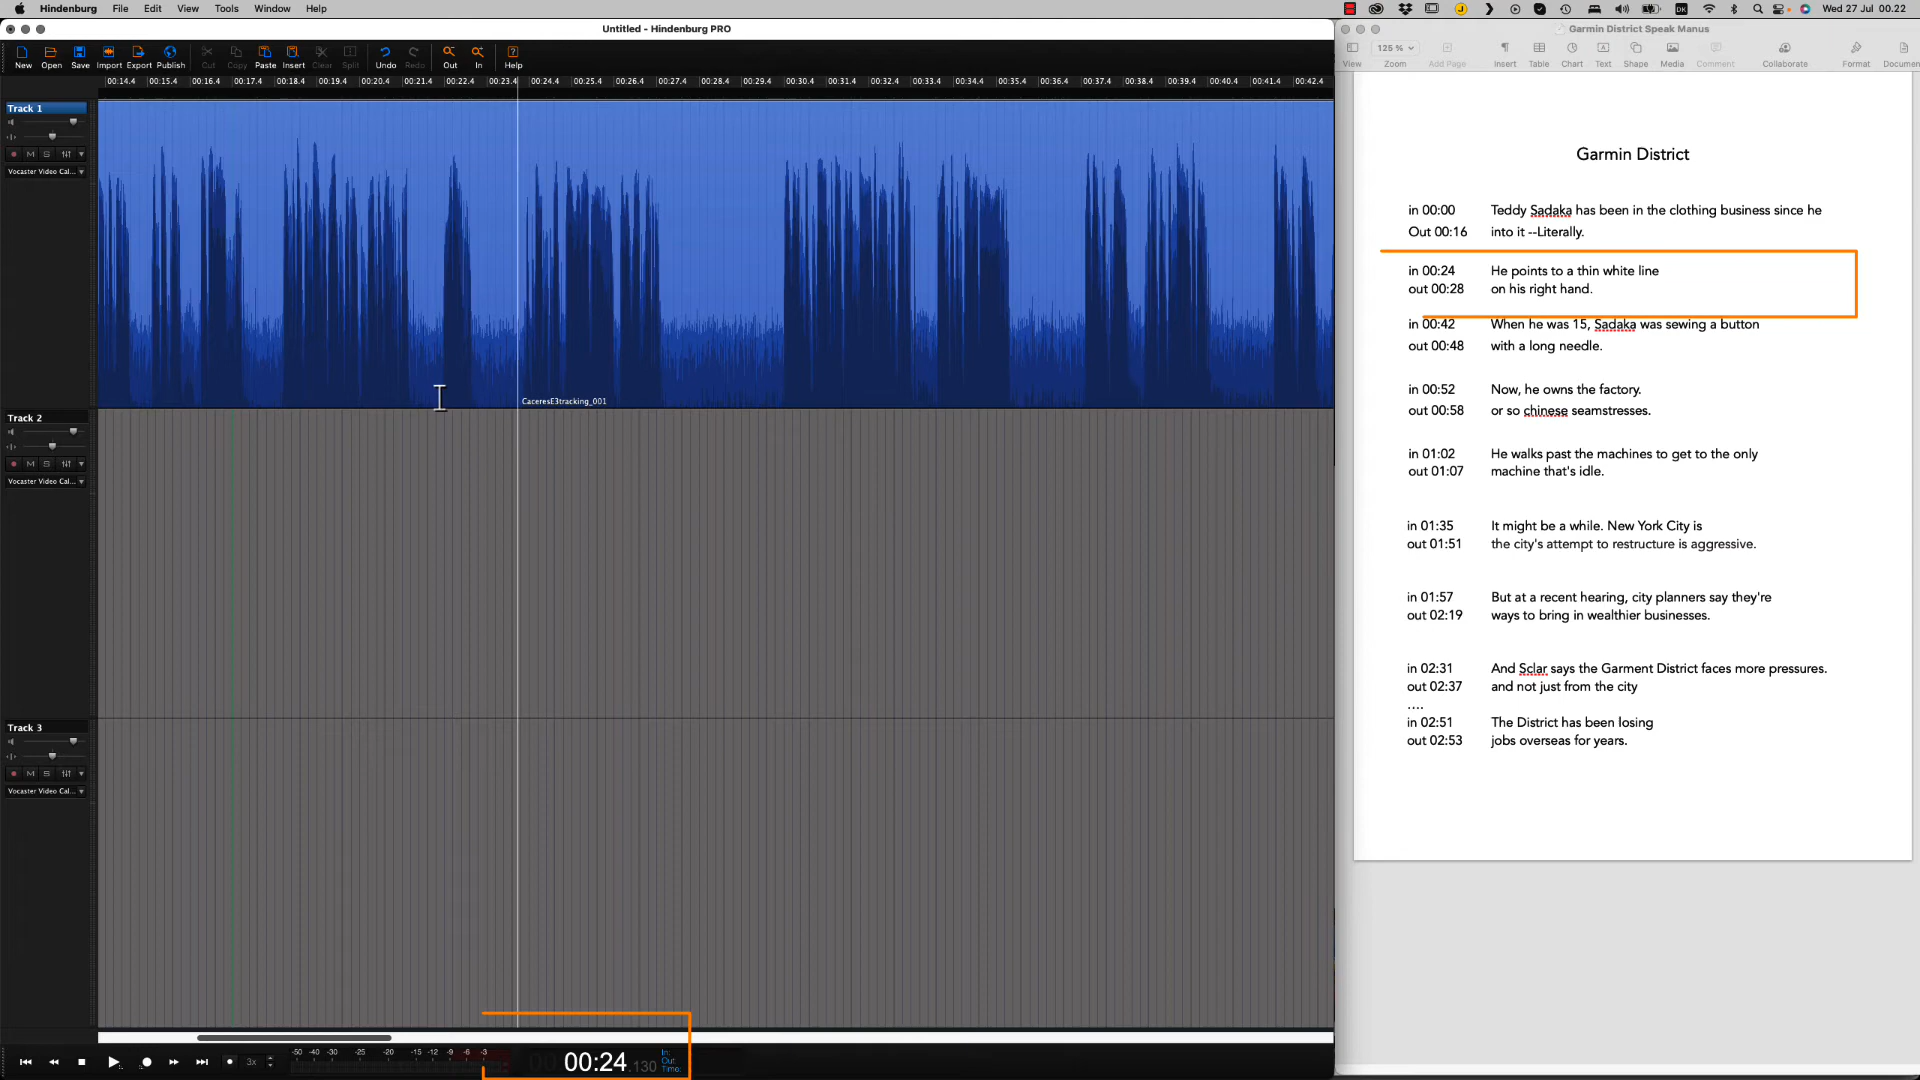 Hindenburg File Edit View Tools Window Help
DK Wed 27 Jul 00.22
Untitled - Hindenburg PRO
New Open Save Import Export Publish Cut Copy Paste Insert Clear Split Undo Redo Out In Help
00:14.4 00:15.4 00:16.4 00:17.4 00:18.4 00:19.4 00:20.4 00:21.4 00:22.4 00:23.4 00:24.4 00:25.4 00:26.4 00:27.4 00:28.4 00:29.4 00:30.4 00:31.4 00:32.4 00:33.4 00:34.4 00:35.4 00:36.4 00:37.4 00:38.4 00:39.4 00:40.4 00:41.4 00:42.4
Track 1
M S
Vocaster Video Cal...
CaceresE3tracking_001
Track 2
M S
Vocaster Video Cal...
Track 3
M S
Vocaster Video Cal...
3x
-50 -40 -30 -25 -20 -15 -12 -9 -6 -3
00:24.130
In:
Out:
Time:
Garmin District Speak Manus
125 %
View Zoom Add Page Insert Table Chart Text Shape Media Comment Collaborate Format Documen
Garmin District
in 00:00 Teddy Sadaka has been in the clothing business since he
Out 00:16 into it --Literally.
in 00:24 He points to a thin white line
out 00:28 on his right hand.
in 00:42 When he was 15, Sadaka was sewing a button
out 00:48 with a long needle.
in 00:52 Now, he owns the factory.
out 00:58 or so chinese seamstresses.
in 01:02 He walks past the machines to get to the only
out 01:07 machine that's idle.
in 01:35 It might be a while. New York City is
out 01:51 the city's attempt to restructure is aggressive.
in 01:57 But at a recent hearing, city planners say they're
out 02:19 ways to bring in wealthier businesses.
in 02:31 And Sclar says the Garment District faces more pressures.
out 02:37 and not just from the city
....
in 02:51 The District has been losing
out 02:53 jobs overseas for years.